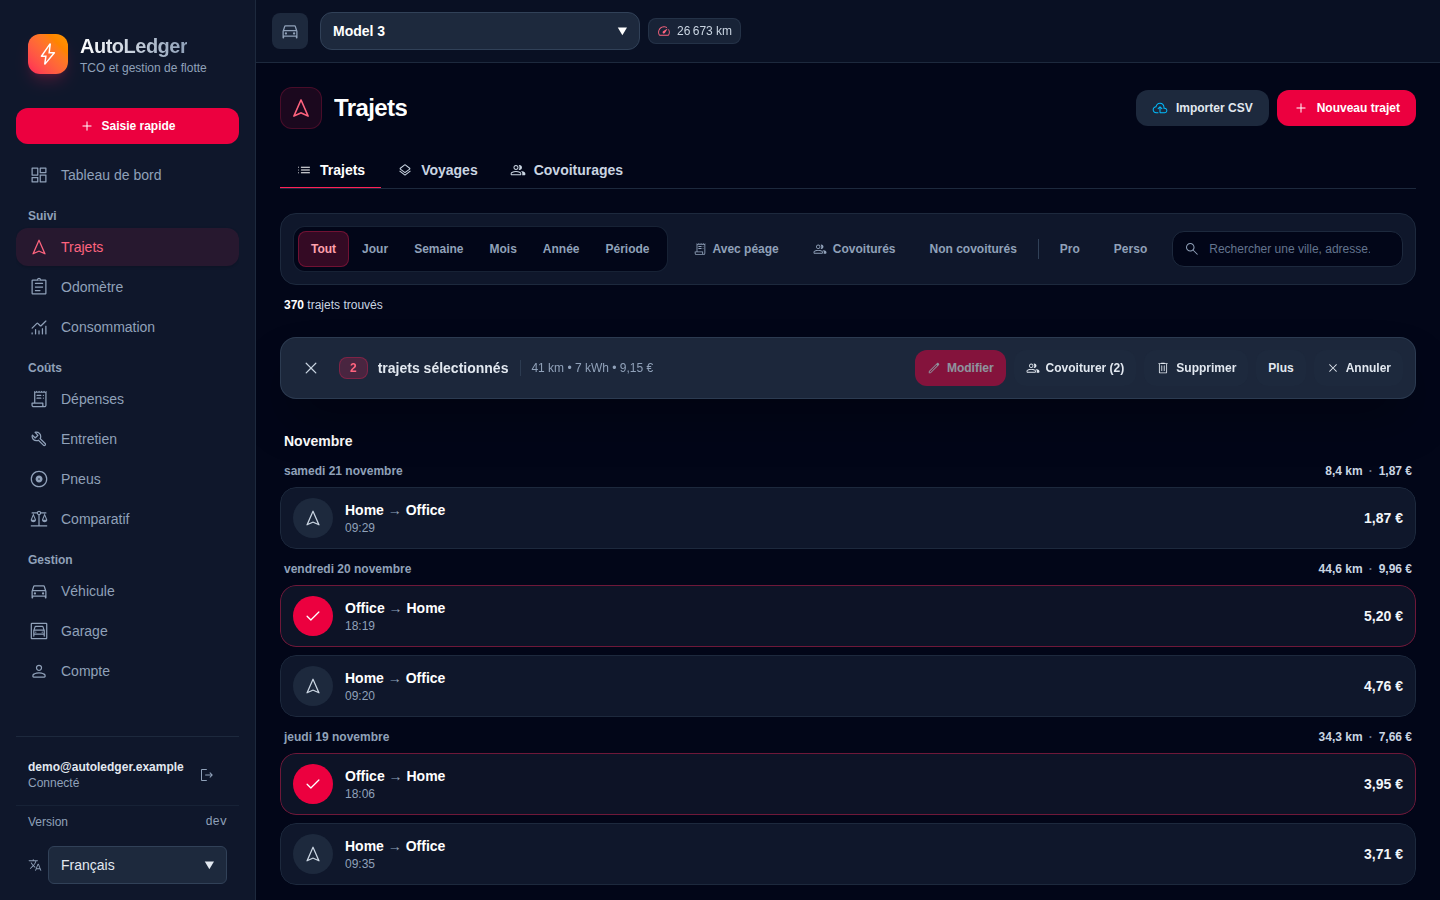 AutoLedger
TCO et gestion de flotte
Saisie rapide
Tableau de bord
Suivi
Trajets
Odomètre
Consommation
Coûts
Dépenses
Entretien
Pneus
Comparatif
Gestion
Véhicule
Garage
Compte
demo@autoledger.example
Connecté
Version dev
Français
Model 3
26 673 km
Trajets
Importer CSV
Nouveau trajet
Trajets Voyages Covoiturages
Tout Jour Semaine Mois Année Période Avec péage Covoiturés Non covoiturés Pro Perso Rechercher une ville, adresse.
370 trajets trouvés
2 trajets sélectionnés 41 km • 7 kWh • 9,15 € Modifier Covoiturer (2) Supprimer Plus Annuler
Novembre
samedi 21 novembre 8,4 km · 1,87 €
Home → Office
09:29
1,87 €
vendredi 20 novembre 44,6 km · 9,96 €
Office → Home
18:19
5,20 €
Home → Office
09:20
4,76 €
jeudi 19 novembre 34,3 km · 7,66 €
Office → Home
18:06
3,95 €
Home → Office
09:35
3,71 €